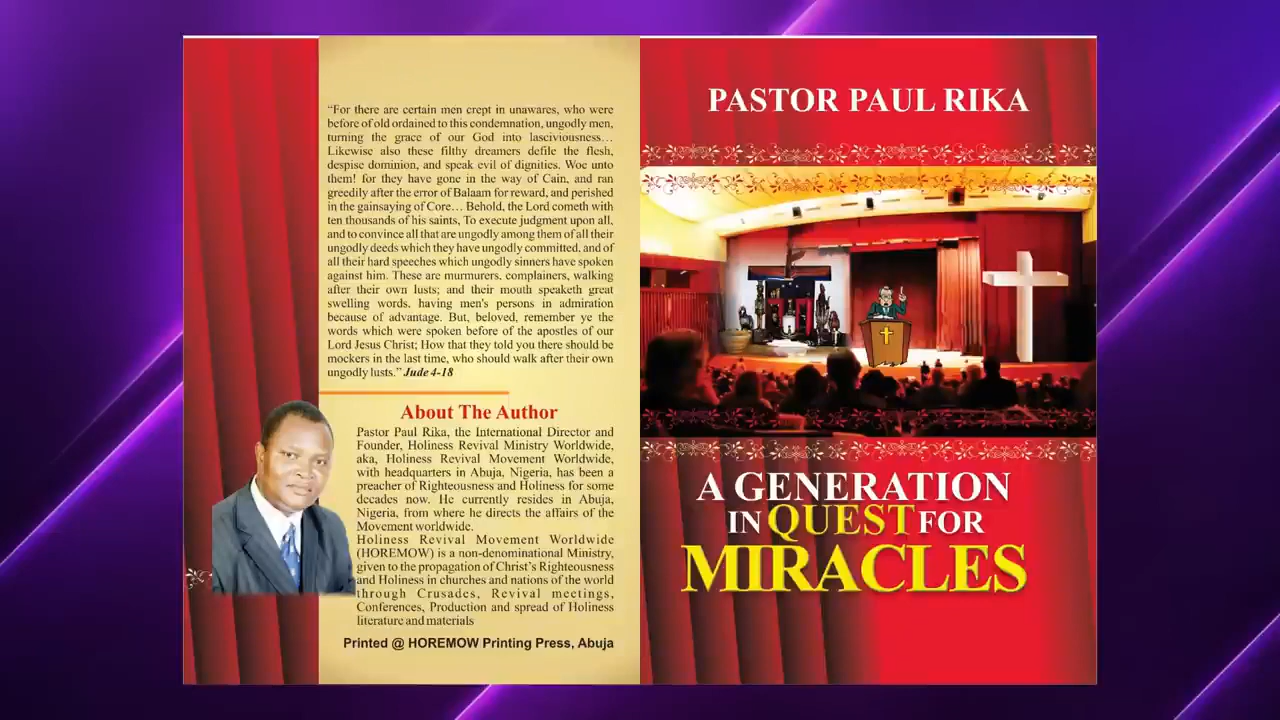 “For there are certain men crept in unawares, who were
before of old ordained to this condemnation, ungodly men,
turning the grace of our God into lasciviousness…
Likewise also these filthy dreamers defile the flesh,
despise dominion, and speak evil of dignities. Woe unto
them! for they have gone in the way of Cain, and ran
greedily after the error of Balaam for reward, and perished
in the gainsaying of Core… Behold, the Lord cometh with
ten thousands of his saints, To execute judgment upon all,
and to convince all that are ungodly among them of all their
ungodly deeds which they have ungodly committed, and of
all their hard speeches which ungodly sinners have spoken
against him. These are murmurers, complainers, walking
after their own lusts; and their mouth speaketh great
swelling words, having men's persons in admiration
because of advantage. But, beloved, remember ye the
words which were spoken before of the apostles of our
Lord Jesus Christ; How that they told you there should be
mockers in the last time, who should walk after their own
ungodly lusts.” Jude 4-18
About The Author
Pastor Paul Rika, the International Director and
Founder, Holiness Revival Ministry Worldwide,
aka, Holiness Revival Movement Worldwide,
with headquarters in Abuja, Nigeria, has been a
preacher of Righteousness and Holiness for some
decades now. He currently resides in Abuja,
Nigeria, from where he directs the affairs of the
Movement worldwide.
Holiness Revival Movement Worldwide
(HOREMOW) is a non-denominational Ministry,
given to the propagation of Christ’s Righteousness
and Holiness in churches and nations of the world
through Crusades, Revival meetings,
Conferences, Production and spread of Holiness
literature and materials
Printed @ HOREMOW Printing Press, Abuja
PASTOR PAUL RIKA
A GENERATION
IN QUEST FOR
MIRACLES